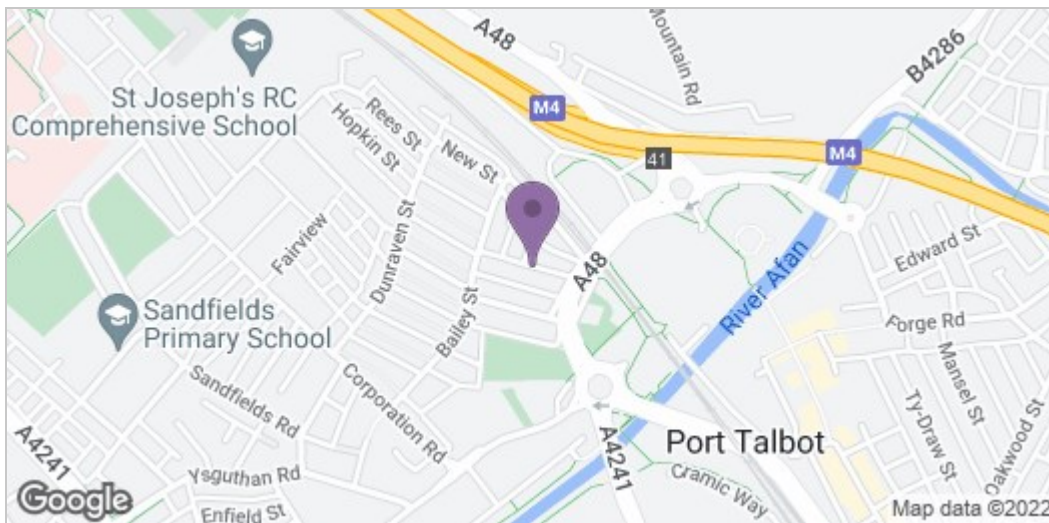 A48
Mountain Rd
B4286
St Joseph's RC
Comprehensive School
Rees St
Hopkin St
New St
M4
41
M4
Edward St
Fairview
Dunraven St
A48
River Afan
Sandfields
Primary School
Bailey St
Forge Rd
Mansel St
Sandfields Rd
Corporation Rd
Ty-Draw St
Oakwood St
A4241
Port Talbot
A4241
Ysguthan Rd
Cramic Way
Google
Enfield St
Map data ©2022